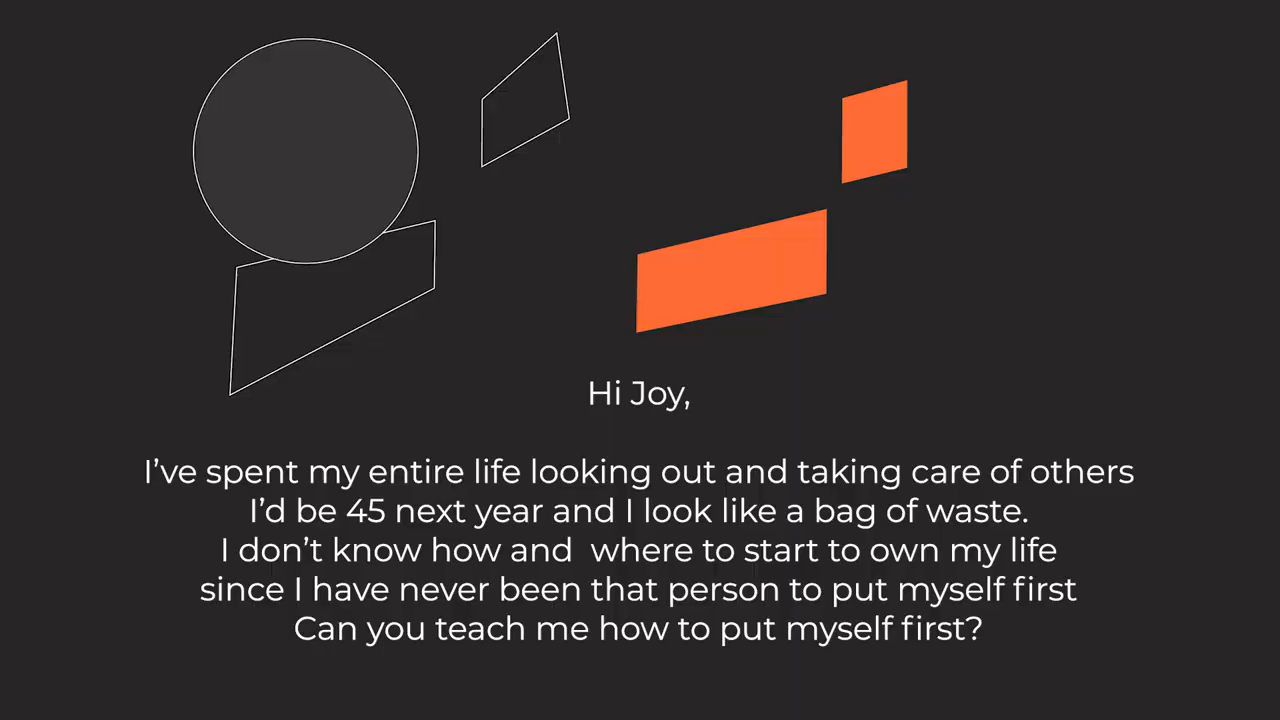 Hi Joy,
I’ve spent my entire life looking out and taking care of others
I’d be 45 next year and I look like a bag of waste.
I don’t know how and  where to start to own my life
since I have never been that person to put myself first
Can you teach me how to put myself first?